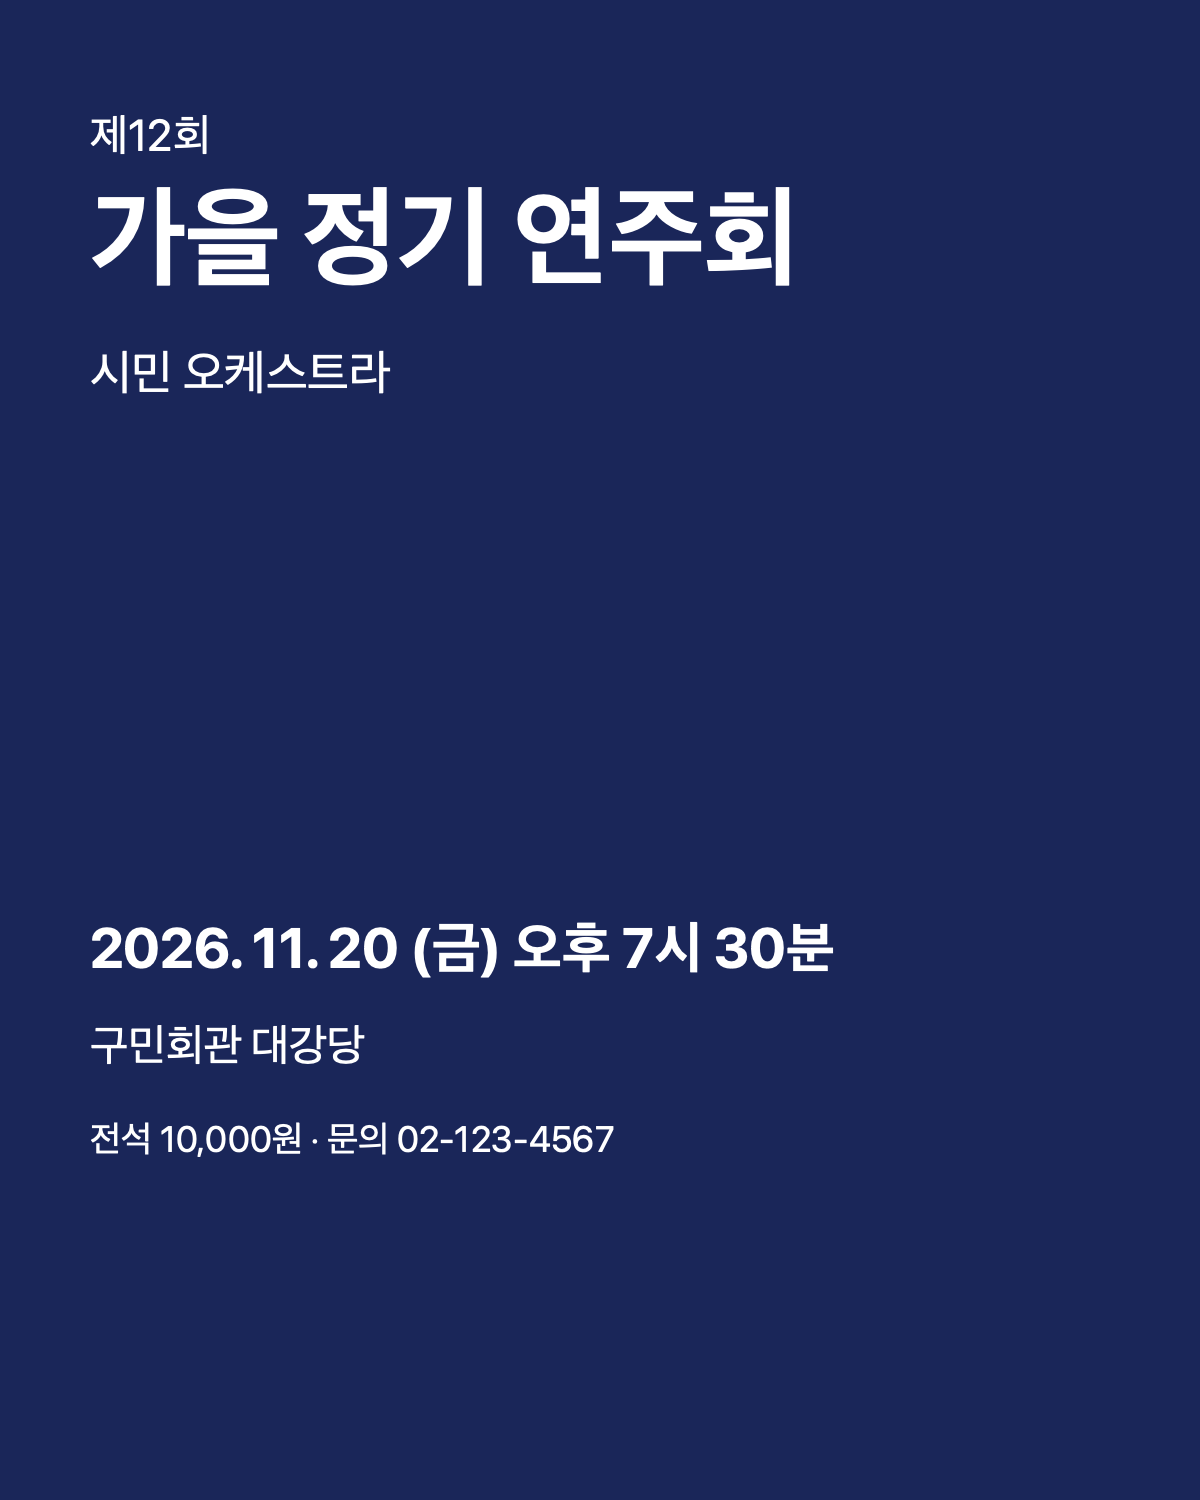 제12회
가을 정기 연주회
시민 오케스트라
2026. 11. 20 (금) 오후 7시 30분
구민회관 대강당
전석 10,000원 · 문의 02-123-4567